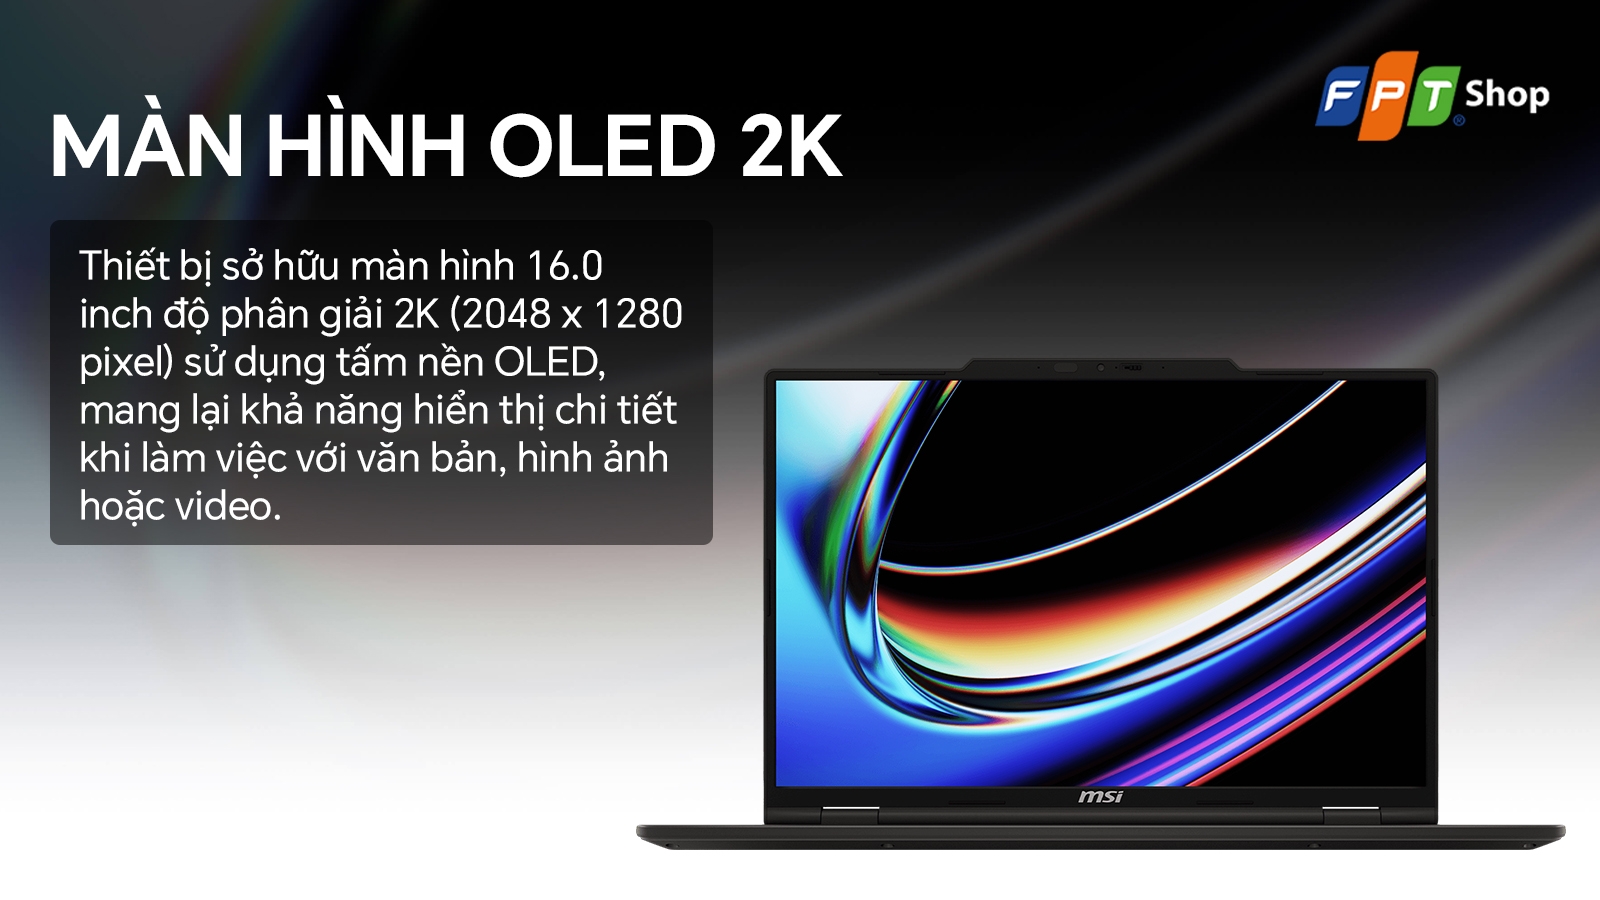 FPT Shop
MÀN HÌNH OLED 2K
Thiết bị sở hữu màn hình 16.0
inch độ phân giải 2K (2048 x 1280
pixel) sử dụng tấm nền OLED,
mang lại khả năng hiển thị chi tiết
khi làm việc với văn bản, hình ảnh
hoặc video.
msi